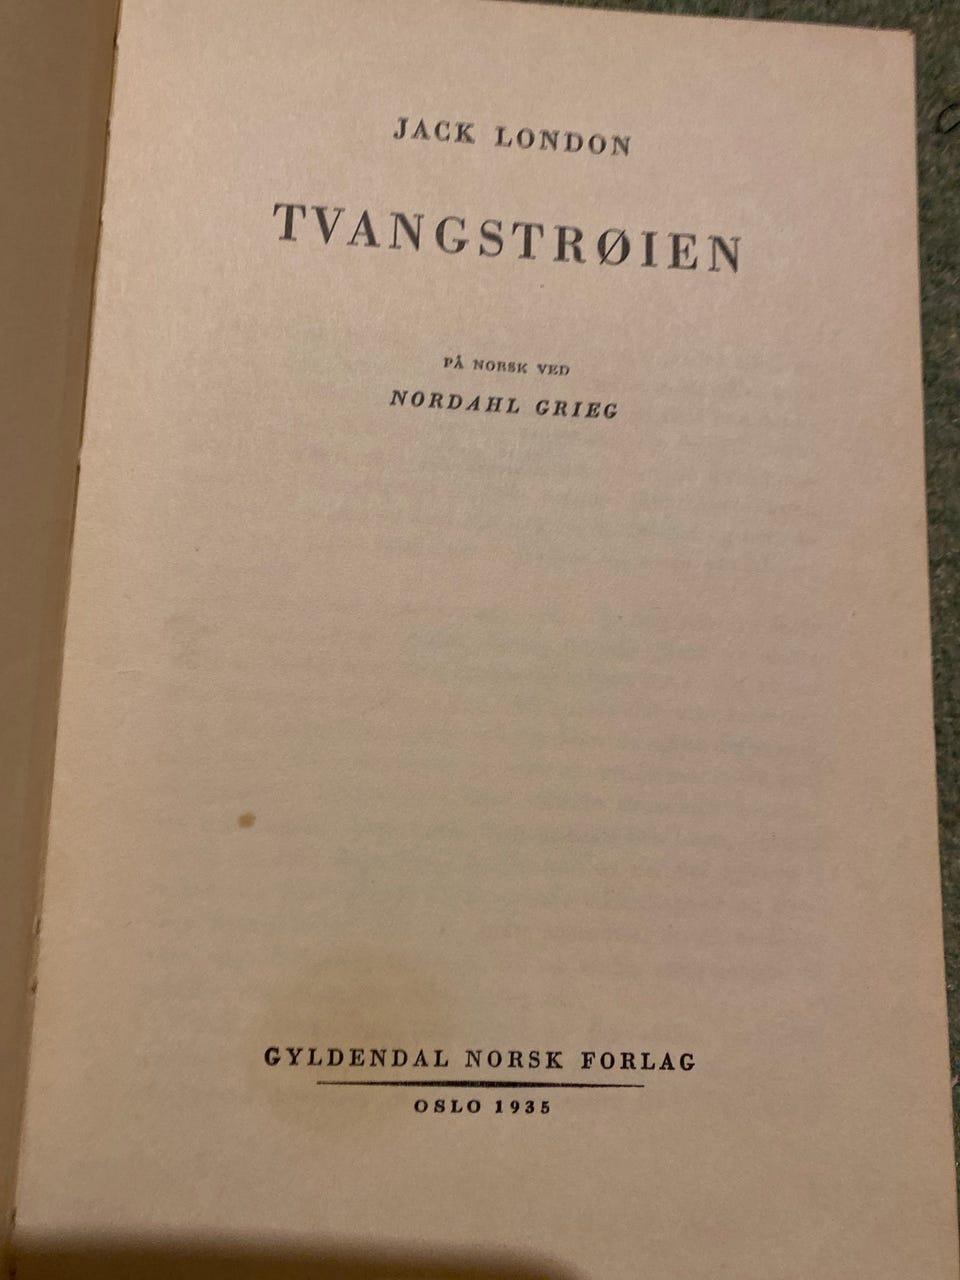 JACK LONDON
TVANGSTRØIEN
PÅ NORSK VED
NORDAHL GRIEG
GYLDENDAL NORSK FORLAG
OSLO 1935